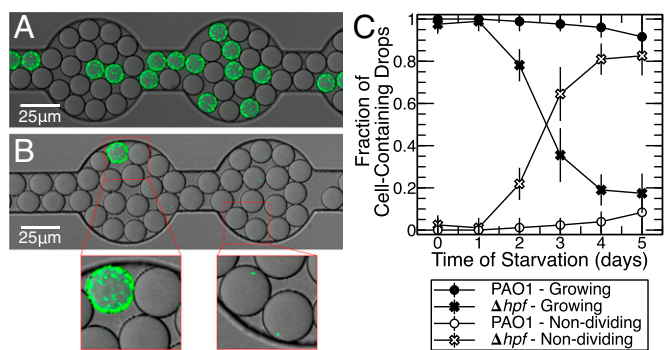 A
25μm
B
25μm
C
Fraction of
Cell-Containing Drops
1
0.8
0.6
0.4
0.2
0
0 1 2 3 4 5
Time of Starvation (days)
PAO1 - Growing
Δhpf - Growing
PAO1 - Non-dividing
Δhpf - Non-dividing